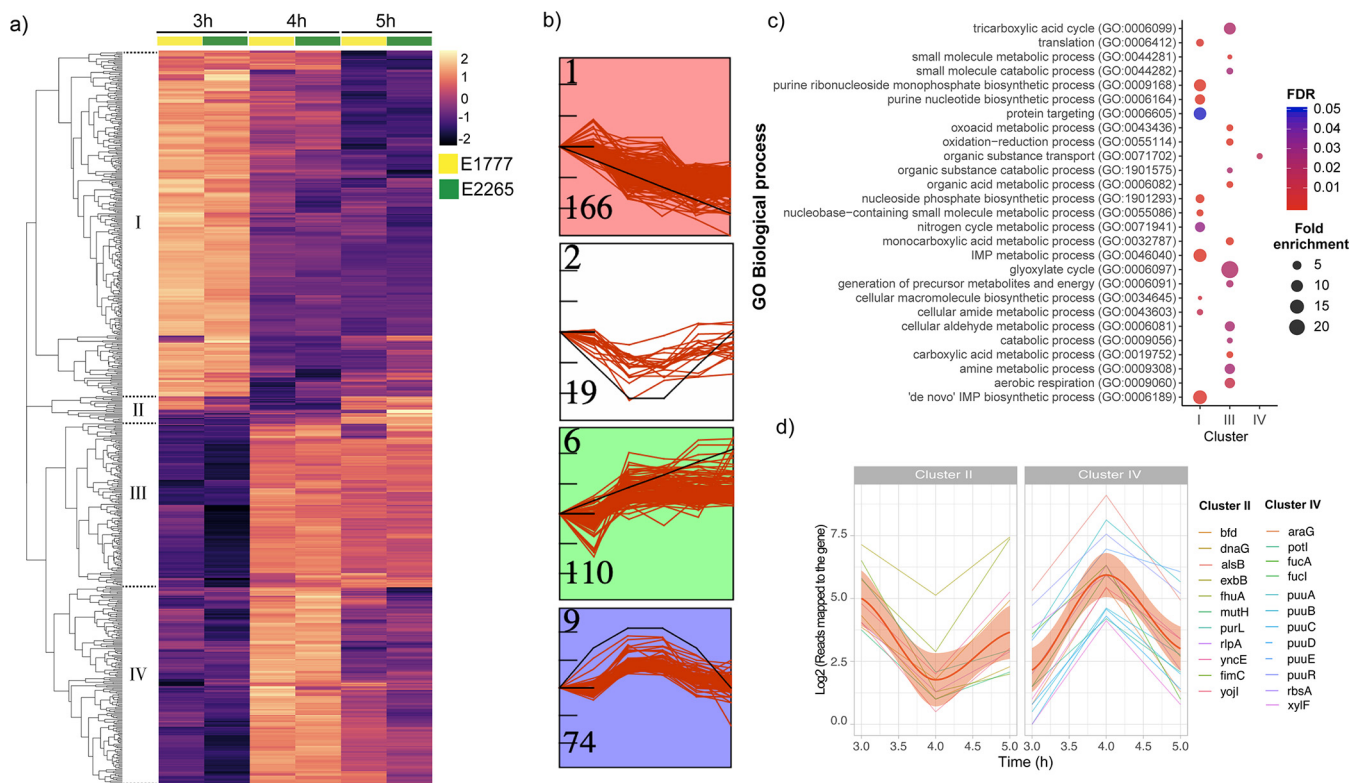 a)
3h 4h 5h
2
1
0
-1
-2
E1777
E2265
I
II
III
IV
b)
1
166
2
19
6
110
9
74
c)
GO Biological process
tricarboxylic acid cycle (GO:0006099)
translation (GO:0006412)
small molecule metabolic process (GO:0044281)
small molecule catabolic process (GO:0044282)
purine ribonucleoside monophosphate biosynthetic process (GO:0009168)
purine nucleotide biosynthetic process (GO:0006164)
protein targeting (GO:0006605)
oxoacid metabolic process (GO:0043436)
oxidation-reduction process (GO:0055114)
organic substance transport (GO:0071702)
organic substance catabolic process (GO:1901575)
organic acid metabolic process (GO:0006082)
nucleoside phosphate biosynthetic process (GO:1901293)
nucleobase-containing small molecule metabolic process (GO:0055086)
nitrogen cycle metabolic process (GO:0071941)
monocarboxylic acid metabolic process (GO:0032787)
IMP metabolic process (GO:0046040)
glyoxylate cycle (GO:0006097)
generation of precursor metabolites and energy (GO:0006091)
cellular macromolecule biosynthetic process (GO:0034645)
cellular amide metabolic process (GO:0043603)
cellular aldehyde metabolic process (GO:0006081)
catabolic process (GO:0009056)
carboxylic acid metabolic process (GO:0019752)
amine metabolic process (GO:0009308)
aerobic respiration (GO:0009060)
'de novo' IMP biosynthetic process (GO:0006189)
I III IV
Cluster
FDR
0.05
0.04
0.03
0.02
0.01
Fold
enrichment
5
10
15
20
d)
Cluster II Cluster IV
Log2 (Reads mapped to the gene)
7.5
5.0
2.5
0.0
3.0 3.5 4.0 4.5 5.0 3.0 3.5 4.0 4.5 5.0
Time (h)
Cluster II
bfd
dnaG
alsB
exbB
fhuA
mutH
purL
rlpA
yncE
fimC
yojI
Cluster IV
araG
potI
fucA
fucI
puuA
puuB
puuC
puuD
puuE
puuR
rbsA
xylF